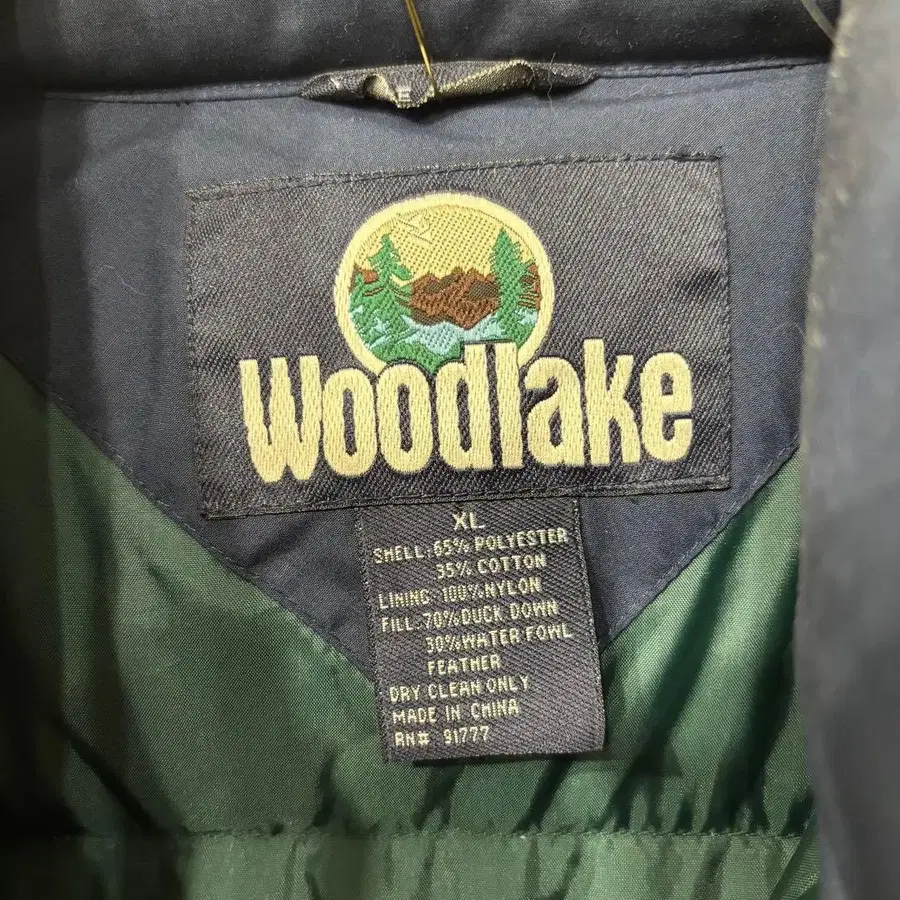 Woodlake
XL
SHELL: 65% POLYESTER
35% COTTON
LINING: 100% NYLON
FILL: 70% DUCK DOWN
30% WATER FOWL
FEATHER
DRY CLEAN ONLY
MADE IN CHINA
RN# 91777